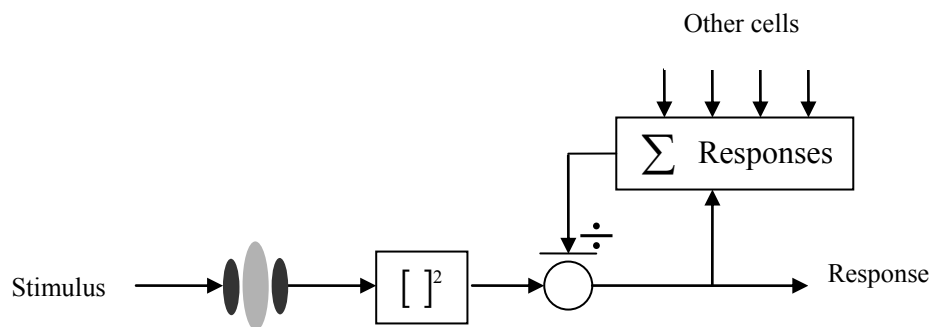 Other cells
∑ Responses
÷
Stimulus
[ ]²
Response